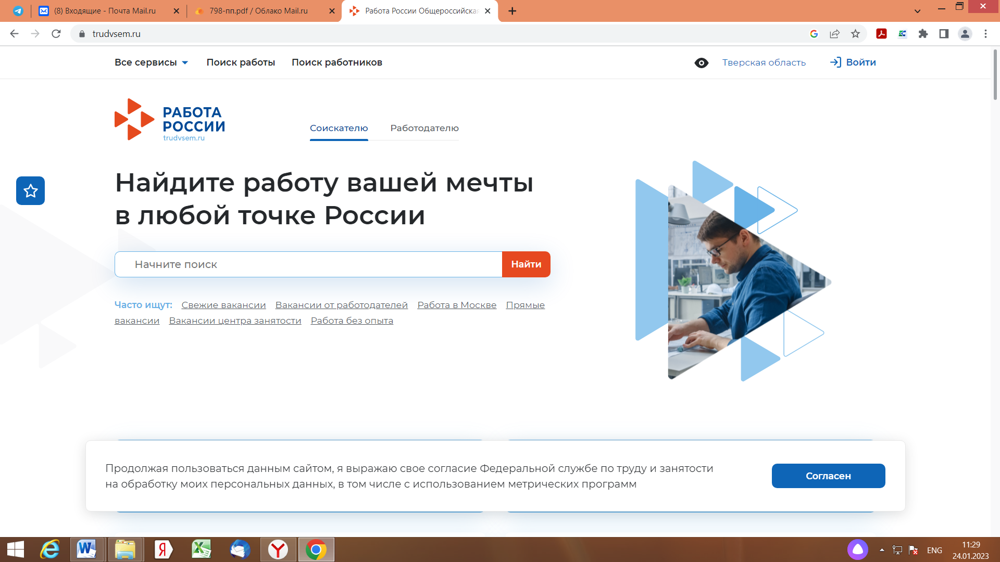 (8) Входящие - Почта Mail.ru
798-пп.pdf / Облако Mail.ru
Работа России Общероссийская
trudvsem.ru
Все сервисы
Поиск работы
Поиск работников
Тверская область
Войти
РАБОТА
РОССИИ
trudvsem.ru
Соискателю
Работодателю
Найдите работу вашей мечты
в любой точке России
Начните поиск
Найти
Часто ищут: Свежие вакансии Вакансии от работодателей Работа в Москве Прямые
вакансии Вакансии центра занятости Работа без опыта
Продолжая пользоваться данным сайтом, я выражаю свое согласие Федеральной службе по труду и занятости
на обработку моих персональных данных, в том числе с использованием метрических программ
Согласен
ENG
11:29
24.01.2023